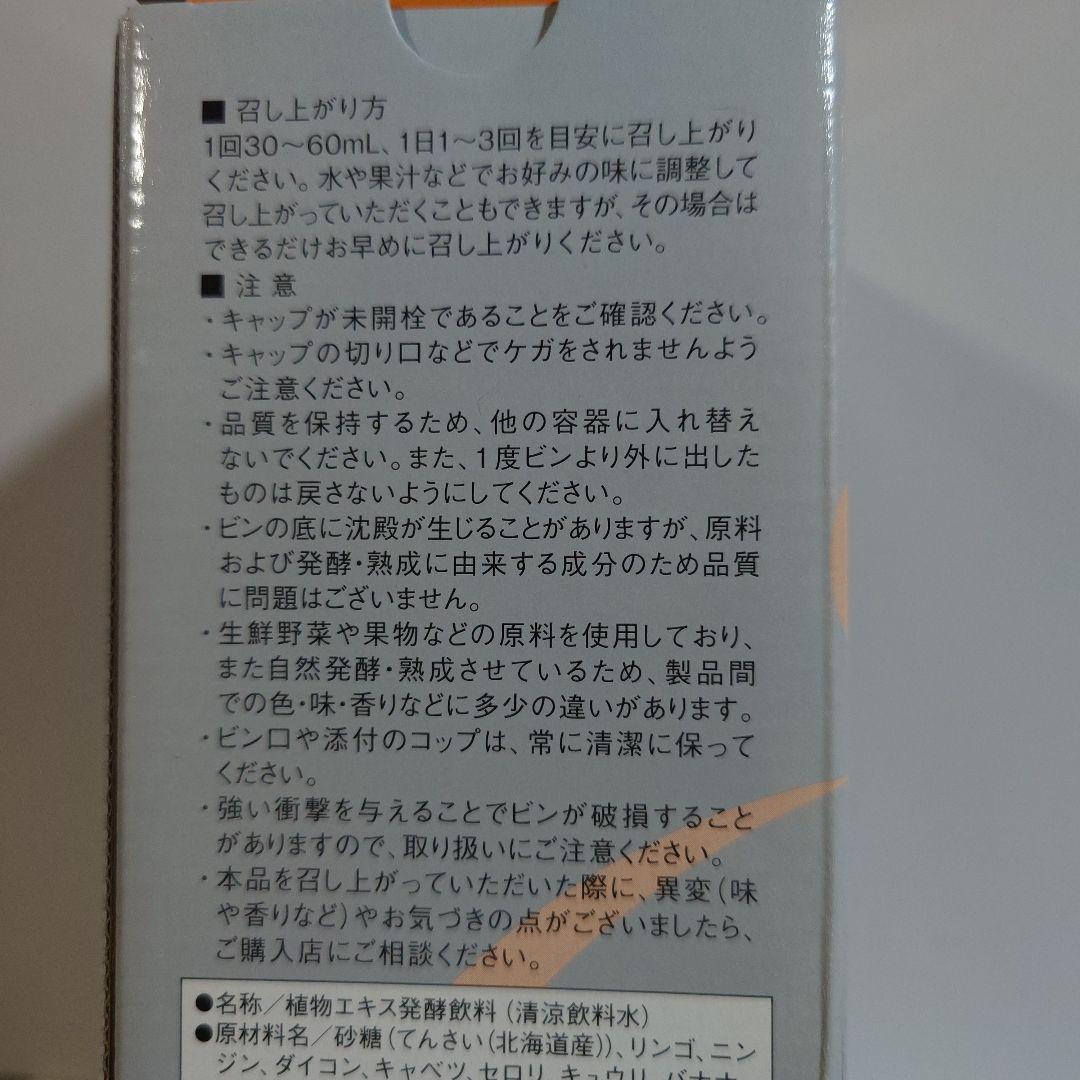 ■ 召し上がり方
1回30～60mL、1日1～3回を目安に召し上がり
ください。水や果汁などでお好みの味に調整して
召し上がっていただくこともできますが、その場合は
できるだけお早めに召し上がりください。
■ 注 意
・キャップが未開栓であることをご確認ください。
・キャップの切り口などでケガをされませんよう
ご注意ください。
・品質を保持するため、他の容器に入れ替え
ないでください。また、1度ビンより外に出した
ものは戻さないようにしてください。
・ビンの底に沈殿が生じることがありますが、原料
および発酵・熟成に由来する成分のため品質
に問題はございません。
・生鮮野菜や果物などの原料を使用しており、
また自然発酵・熟成させているため、製品間
での色・味・香りなどに多少の違いがあります。
・ビン口や添付のコップは、常に清潔に保って
ください。
・強い衝撃を与えることでビンが破損すること
がありますので、取り扱いにご注意ください。
・本品を召し上がっていただいた際に、異変(味
や香りなど)やお気づきの点がございましたら、
ご購入店にご相談ください。
●名称／植物エキス発酵飲料(清涼飲料水)
●原材料名／砂糖(てんさい(北海道産))、リンゴ、ニン
ジン、ダイコン、キャベツ、セロリ、キュウリ、バナナ